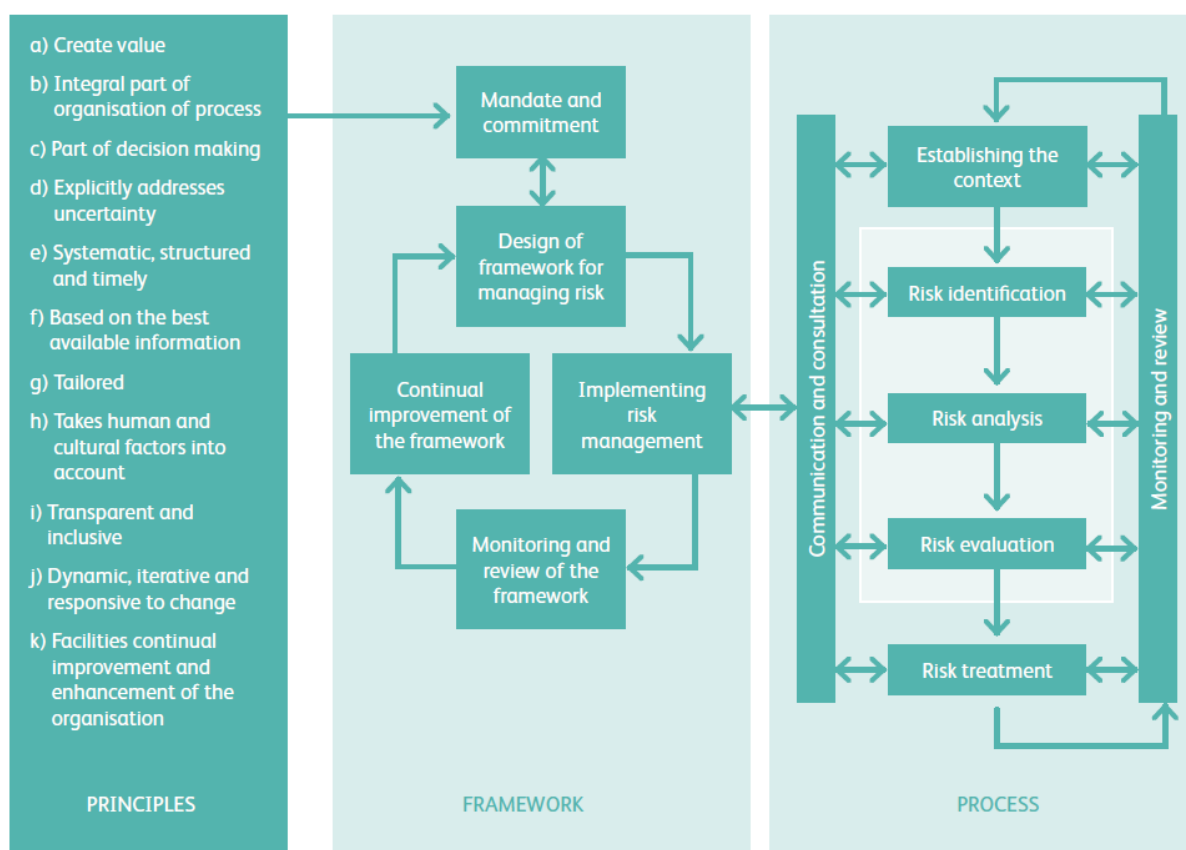 a) Create value
b) Integral part of
organisation of process
c) Part of decision making
d) Explicitly addresses
uncertainty
e) Systematic, structured
and timely
f) Based on the best
available information
g) Tailored
h) Takes human and
cultural factors into
account
i) Transparent and
inclusive
j) Dynamic, iterative and
responsive to change
k) Facilities continual
improvement and
enhancement of the
organisation
PRINCIPLES
Mandate and
commitment
Design of
framework for
managing risk
Continual
improvement of
the framework
Implementing
risk
management
Monitoring and
review of the
framework
FRAMEWORK
Communication and consultation
Establishing the
context
Risk identification
Risk analysis
Risk evaluation
Risk treatment
Monitoring and review
PROCESS